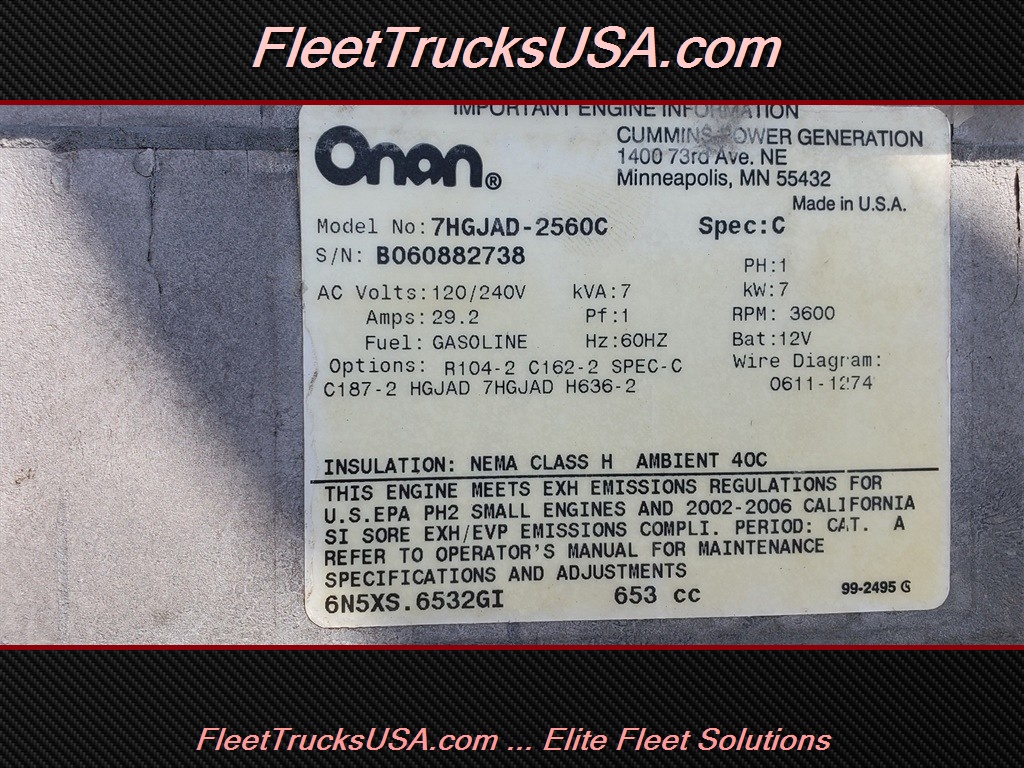 FleetTrucksUSA.com
IMPORTANT ENGINE INFORMATION
Onan®
CUMMINS POWER GENERATION
1400 73rd Ave. NE
Minneapolis, MN 55432
Made in U.S.A.
Model No: 7HGJAD-2560C Spec:C
S/N: B060882738
PH:1
AC Volts:120/240V kVA:7 kW:7
Amps:29.2 Pf:1 RPM: 3600
Fuel: GASOLINE Hz:60HZ Bat:12V
Options: R104-2 C162-2 SPEC-C Wire Diagram:
C187-2 HGJAD 7HGJAD H636-2 0611-1274
INSULATION: NEMA CLASS H AMBIENT 40C
THIS ENGINE MEETS EXH EMISSIONS REGULATIONS FOR
U.S.EPA PH2 SMALL ENGINES AND 2002-2006 CALIFORNIA
SI SORE EXH/EVP EMISSIONS COMPLI. PERIOD: CAT. A
REFER TO OPERATOR'S MANUAL FOR MAINTENANCE
SPECIFICATIONS AND ADJUSTMENTS
6N5XS.6532GI 653 cc
99-2495 G
FleetTrucksUSA.com ... Elite Fleet Solutions